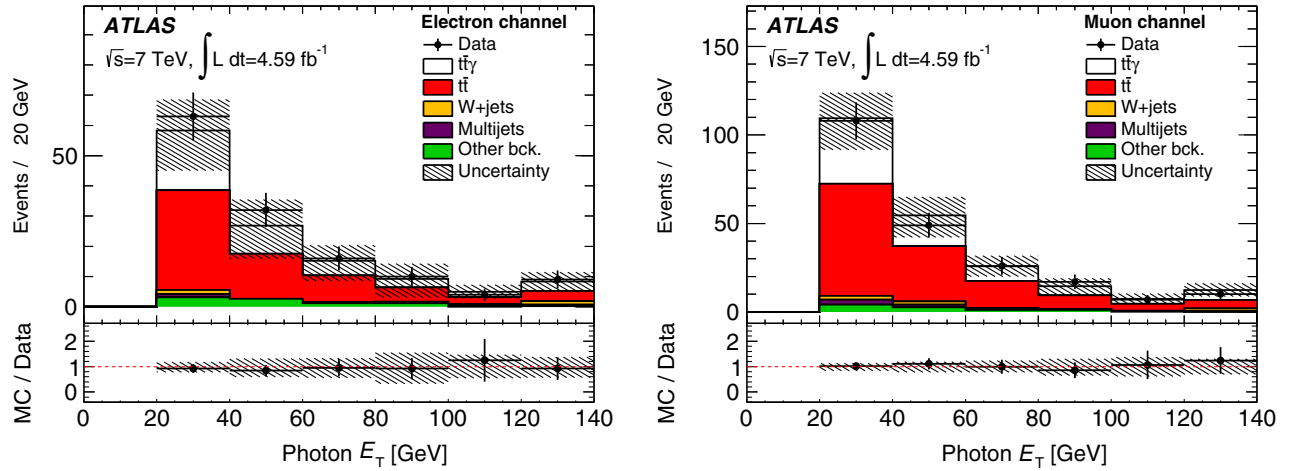 ATLAS
√s=7 TeV, ∫L dt=4.59 fb⁻¹
Electron channel
Data
tt̄γ
tt̄
W+jets
Multijets
Other bck.
Uncertainty
Events / 20 GeV
50
0
MC / Data
2
1
0
0 20 40 60 80 100 120 140
Photon E_T [GeV]
ATLAS
√s=7 TeV, ∫L dt=4.59 fb⁻¹
Muon channel
Data
tt̄γ
tt̄
W+jets
Multijets
Other bck.
Uncertainty
Events / 20 GeV
150
100
50
0
MC / Data
2
1
0
0 20 40 60 80 100 120 140
Photon E_T [GeV]